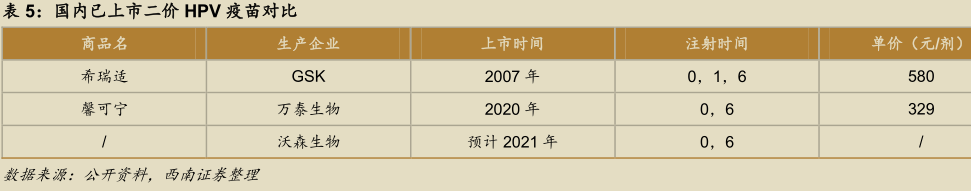 表 5：国内已上市二价 HPV 疫苗对比
商品名 生产企业 上市时间 注射时间 单价（元/剂）
希瑞适 GSK 2007 年 0，1，6 580
馨可宁 万泰生物 2020 年 0，6 329
/ 沃森生物 预计 2021 年 0，6 /
数据来源：公开资料，西南证券整理